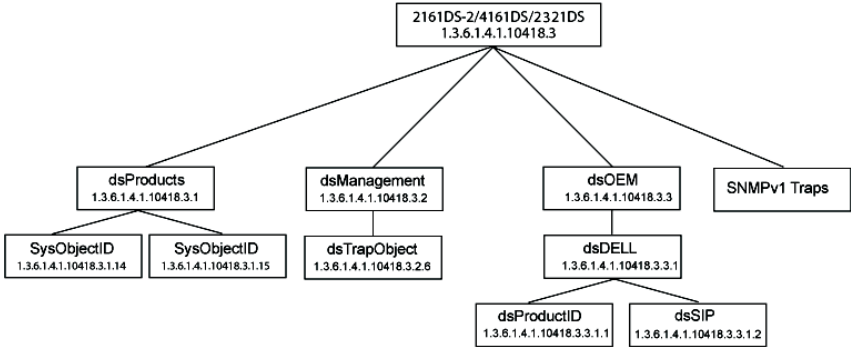 2161DS-2/4161DS/2321DS
1.3.6.1.4.1.10418.3
dsProducts
1.3.6.1.4.1.10418.3.1
dsManagement
1.3.6.1.4.1.10418.3.2
dsOEM
1.3.6.1.4.1.10418.3.3
SNMPv1 Traps
SysObjectID
1.3.6.1.4.1.10418.3.1.14
SysObjectID
1.3.6.1.4.1.10418.3.1.15
dsTrapObject
1.3.6.1.4.1.10418.3.2.6
dsDELL
1.3.6.1.4.1.10418.3.3.1
dsProductID
1.3.6.1.4.1.10418.3.3.1.1
dsSIP
1.3.6.1.4.1.10418.3.3.1.2